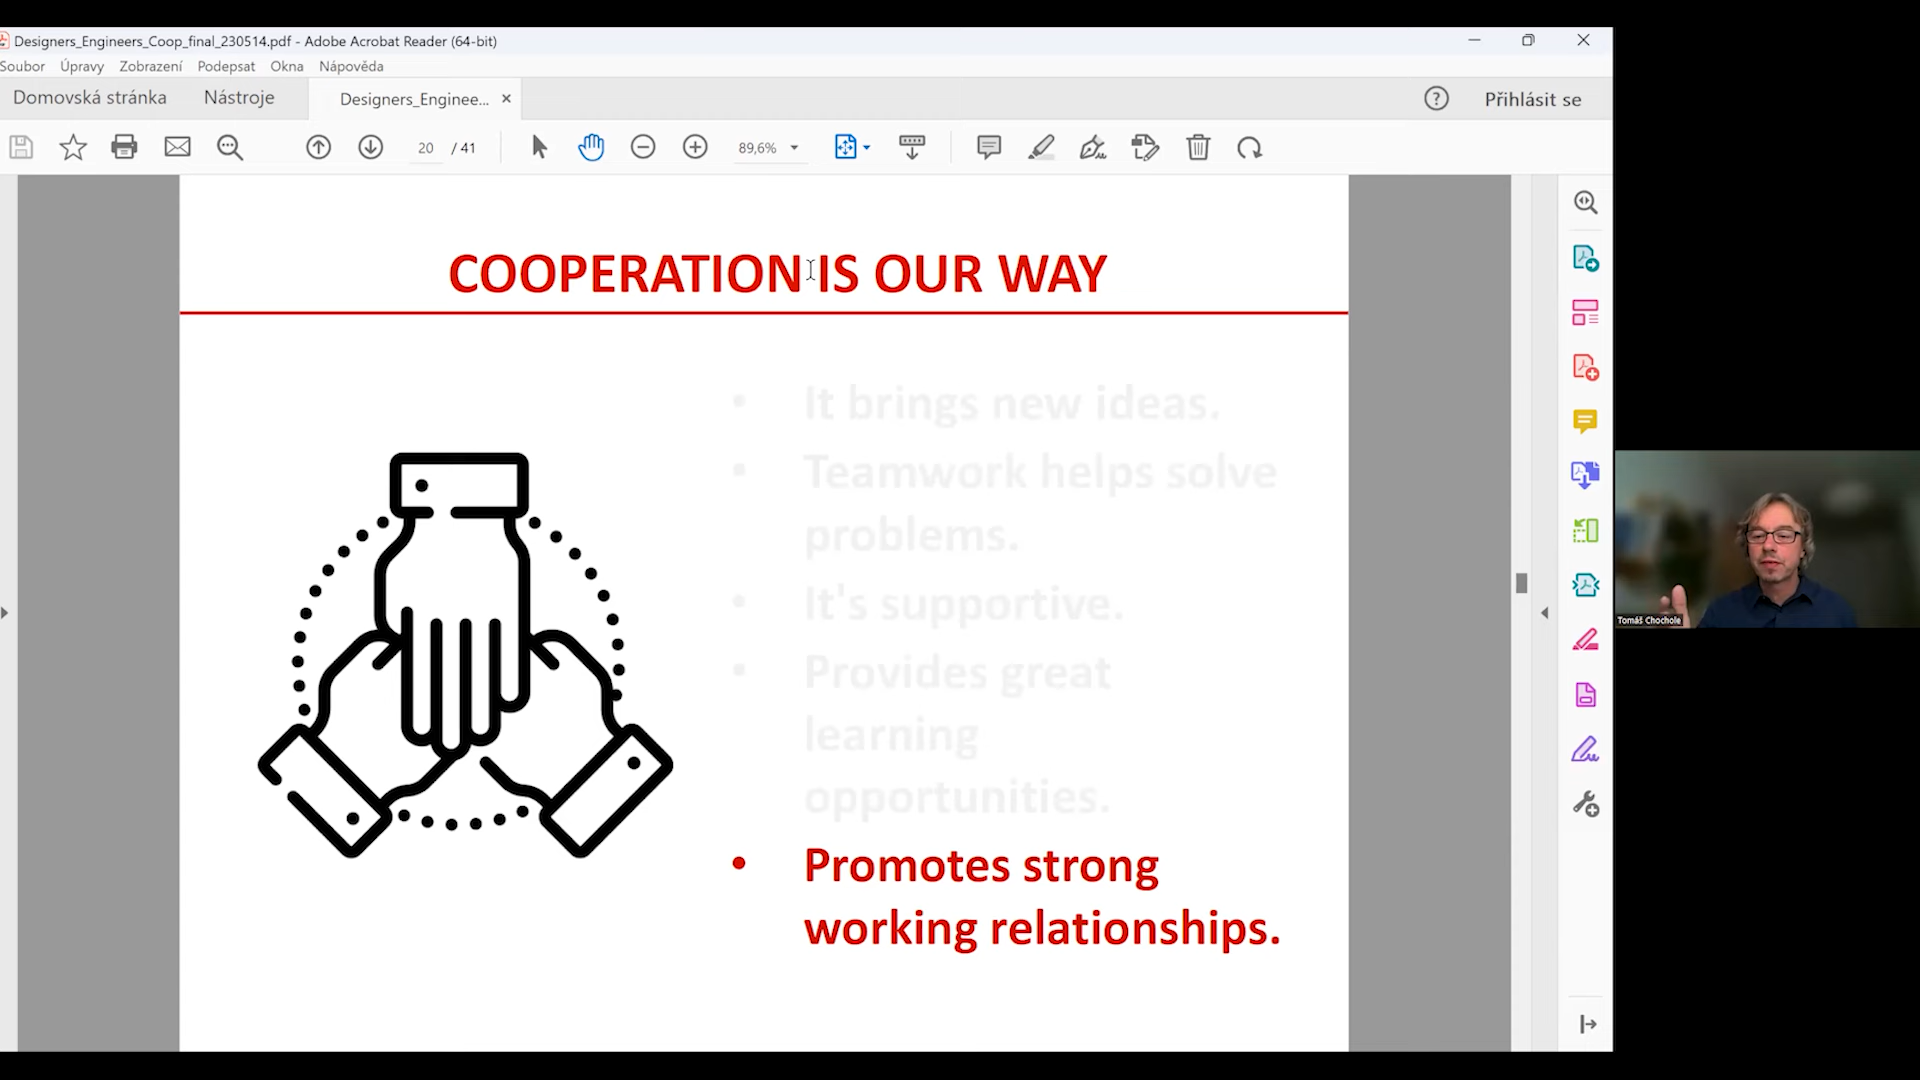 Designers_Engineers_Coop_final_230514.pdf - Adobe Acrobat Reader (64-bit)
Soubor Úpravy Zobrazení Podepsat Okna Nápověda
Domovská stránka Nástroje Designers_Enginee... Přihlásit se
20 / 41 89,6%
COOPERATION IS OUR WAY
• It brings new ideas.
• Teamwork helps solve
problems.
• It's supportive.
• Provides great
learning
opportunities.
• Promotes strong
working relationships.
Tomáš Chochole